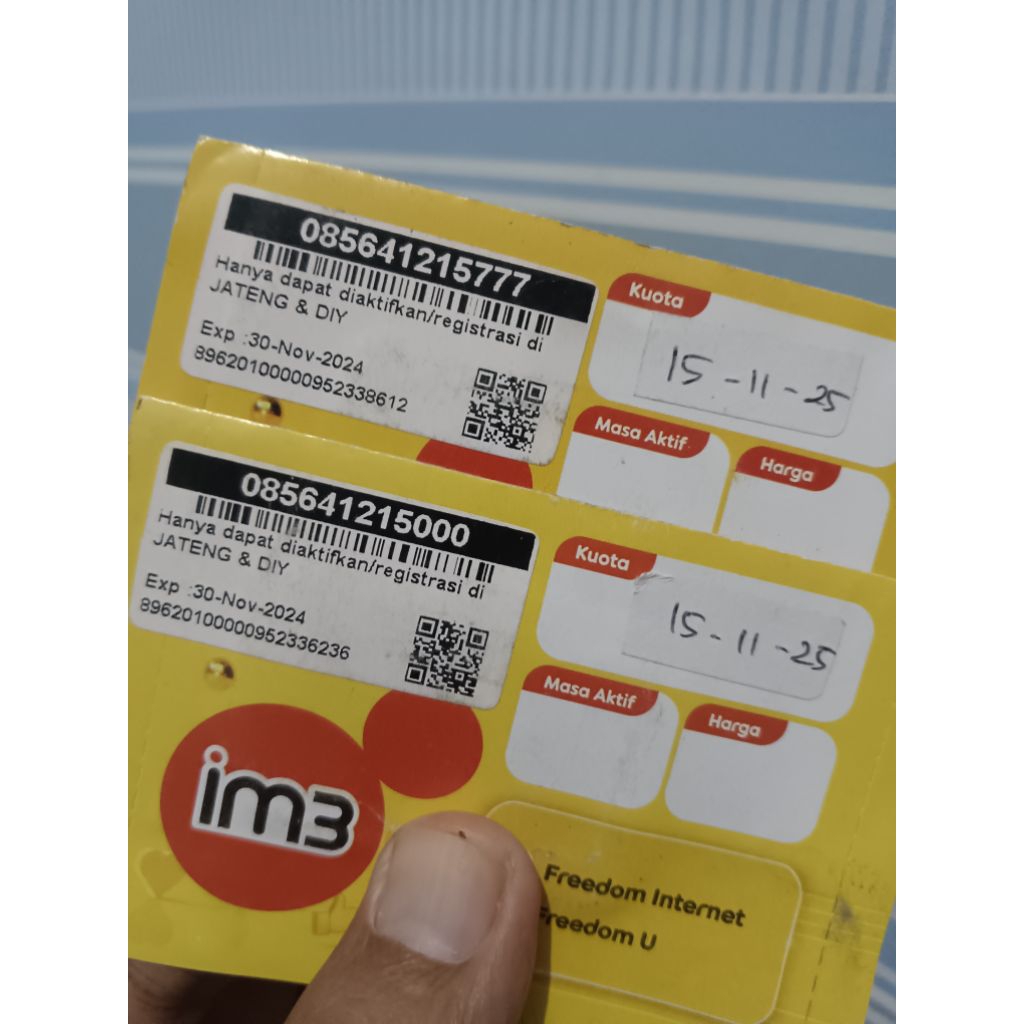 085641215777
Hanya dapat diaktifkan/registrasi di
JATENG & DIY
Exp :30-Nov-2024
89620100000952338612
Kuota
15-11-25
Masa Aktif
Harga
085641215000
Hanya dapat diaktifkan/registrasi di
JATENG & DIY
Exp :30-Nov-2024
89620100000952336236
Kuota
15-11-25
Masa Aktif
Harga
im3
Freedom Internet
Freedom U